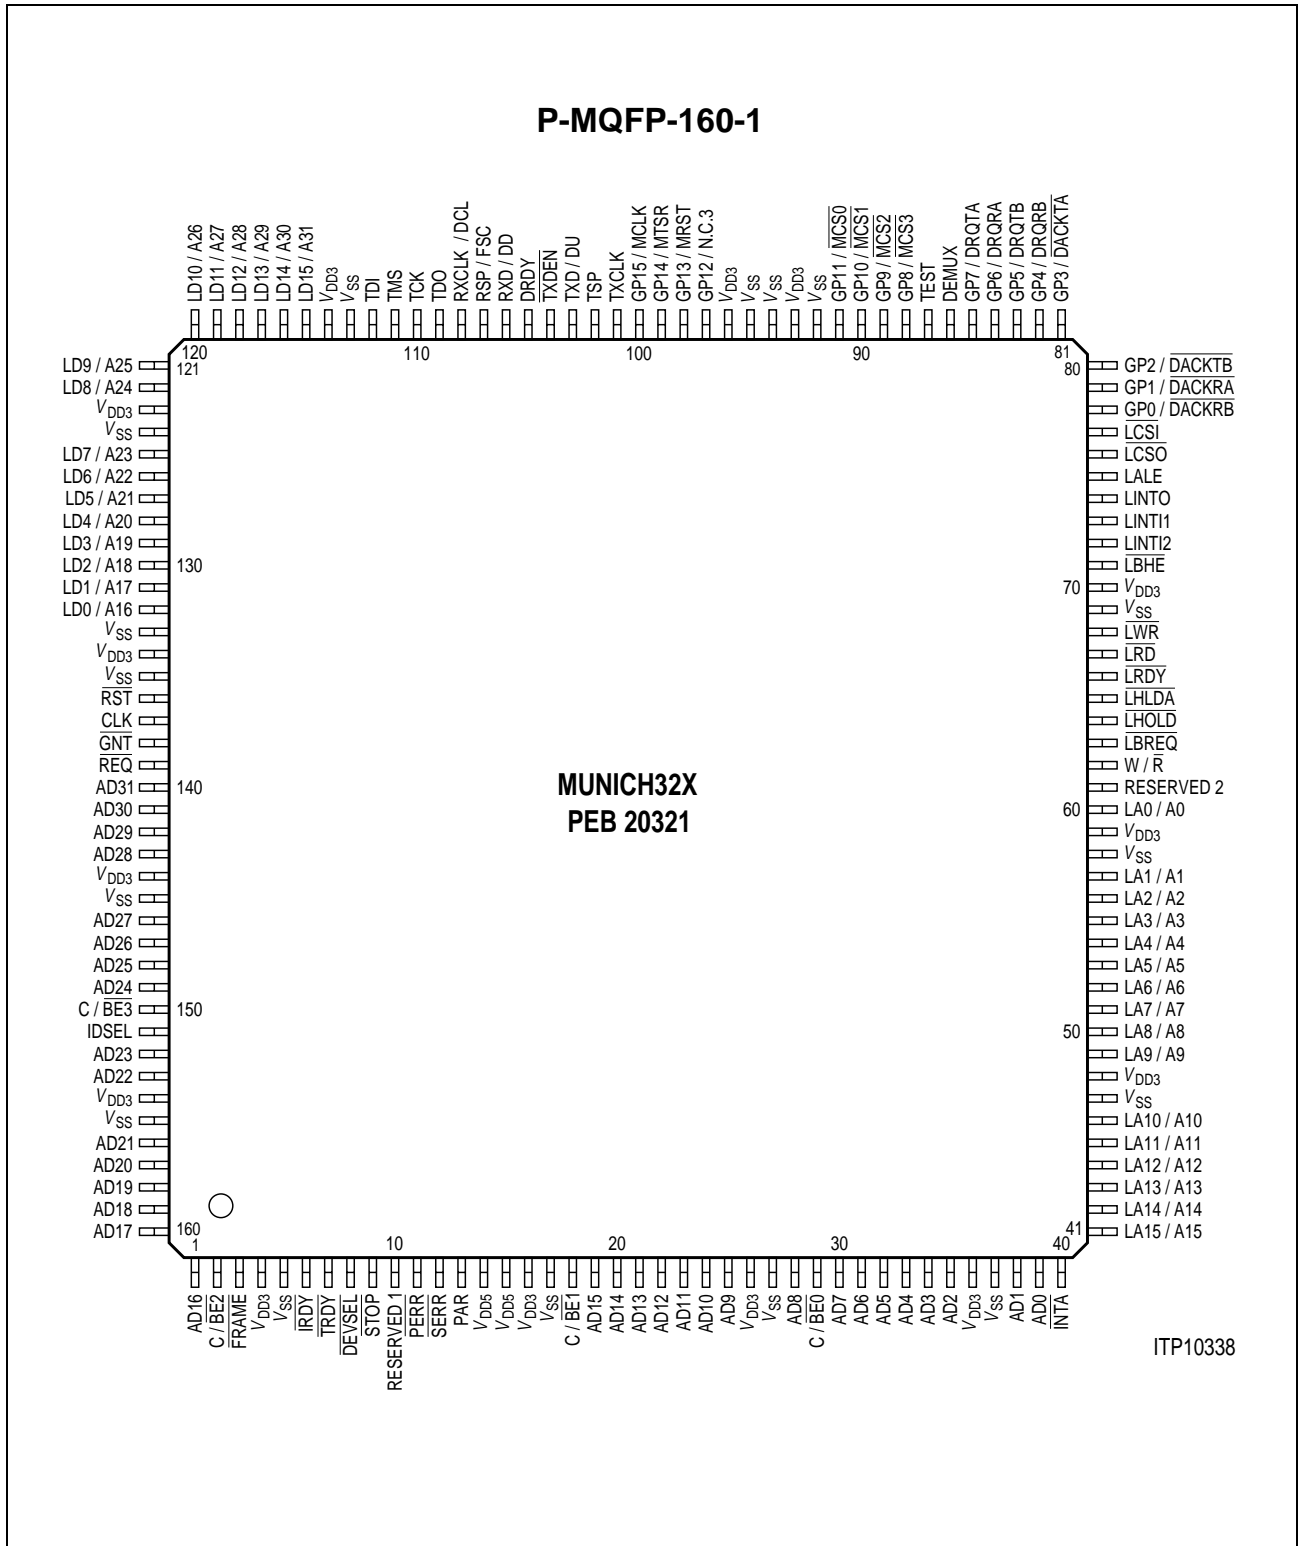 P-MQFP-160-1
LD10 / A26
LD11 / A27
LD12 / A28
LD13 / A29
LD14 / A30
LD15 / A31
VDD3
VSS
TDI
TMS
TCK
TDO
RXCLK / DCL
RSP / FSC
RXD / DD
DRDY
TXDEN
TXD / DU
TSP
TXCLK
GP15 / MCLK
GP14 / MTSR
GP13 / MRST
GP12 / N.C.3
VDD3
VSS
VSS
VDD3
VSS
GP11 / MCS0
GP10 / MCS1
GP9 / MCS2
GP8 / MCS3
TEST
DEMUX
GP7 / DRQTA
GP6 / DRQRA
GP5 / DRQTB
GP4 / DRQRB
GP3 / DACKTA
120
110
100
90
81
LD9 / A25
LD8 / A24
VDD3
VSS
LD7 / A23
LD6 / A22
LD5 / A21
LD4 / A20
LD3 / A19
LD2 / A18
LD1 / A17
LD0 / A16
VSS
VDD3
VSS
RST
CLK
GNT
REQ
AD31
AD30
AD29
AD28
VDD3
VSS
AD27
AD26
AD25
AD24
C / BE3
IDSEL
AD23
AD22
VDD3
VSS
AD21
AD20
AD19
AD18
AD17
121
130
140
150
160
MUNICH32X
PEB 20321
80
70
60
50
41
GP2 / DACKTB
GP1 / DACKRA
GP0 / DACKRB
LCSI
LCSO
LALE
LINTO
LINTI1
LINTI2
LBHE
VDD3
VSS
LWR
LRD
LRDY
LHLDA
LHOLD
LBREQ
W / R
RESERVED 2
LA0 / A0
VDD3
VSS
LA1 / A1
LA2 / A2
LA3 / A3
LA4 / A4
LA5 / A5
LA6 / A6
LA7 / A7
LA8 / A8
LA9 / A9
VDD3
VSS
LA10 / A10
LA11 / A11
LA12 / A12
LA13 / A13
LA14 / A14
LA15 / A15
1
10
20
30
40
AD16
C / BE2
FRAME
VDD3
VSS
IRDY
TRDY
DEVSEL
STOP
RESERVED 1
PERR
SERR
PAR
VDD5
VDD5
VDD3
VSS
C / BE1
AD15
AD14
AD13
AD12
AD11
AD10
AD9
VDD3
VSS
AD8
C / BE0
AD7
AD6
AD5
AD4
AD3
AD2
VDD3
VSS
AD1
AD0
INTA
ITP10338